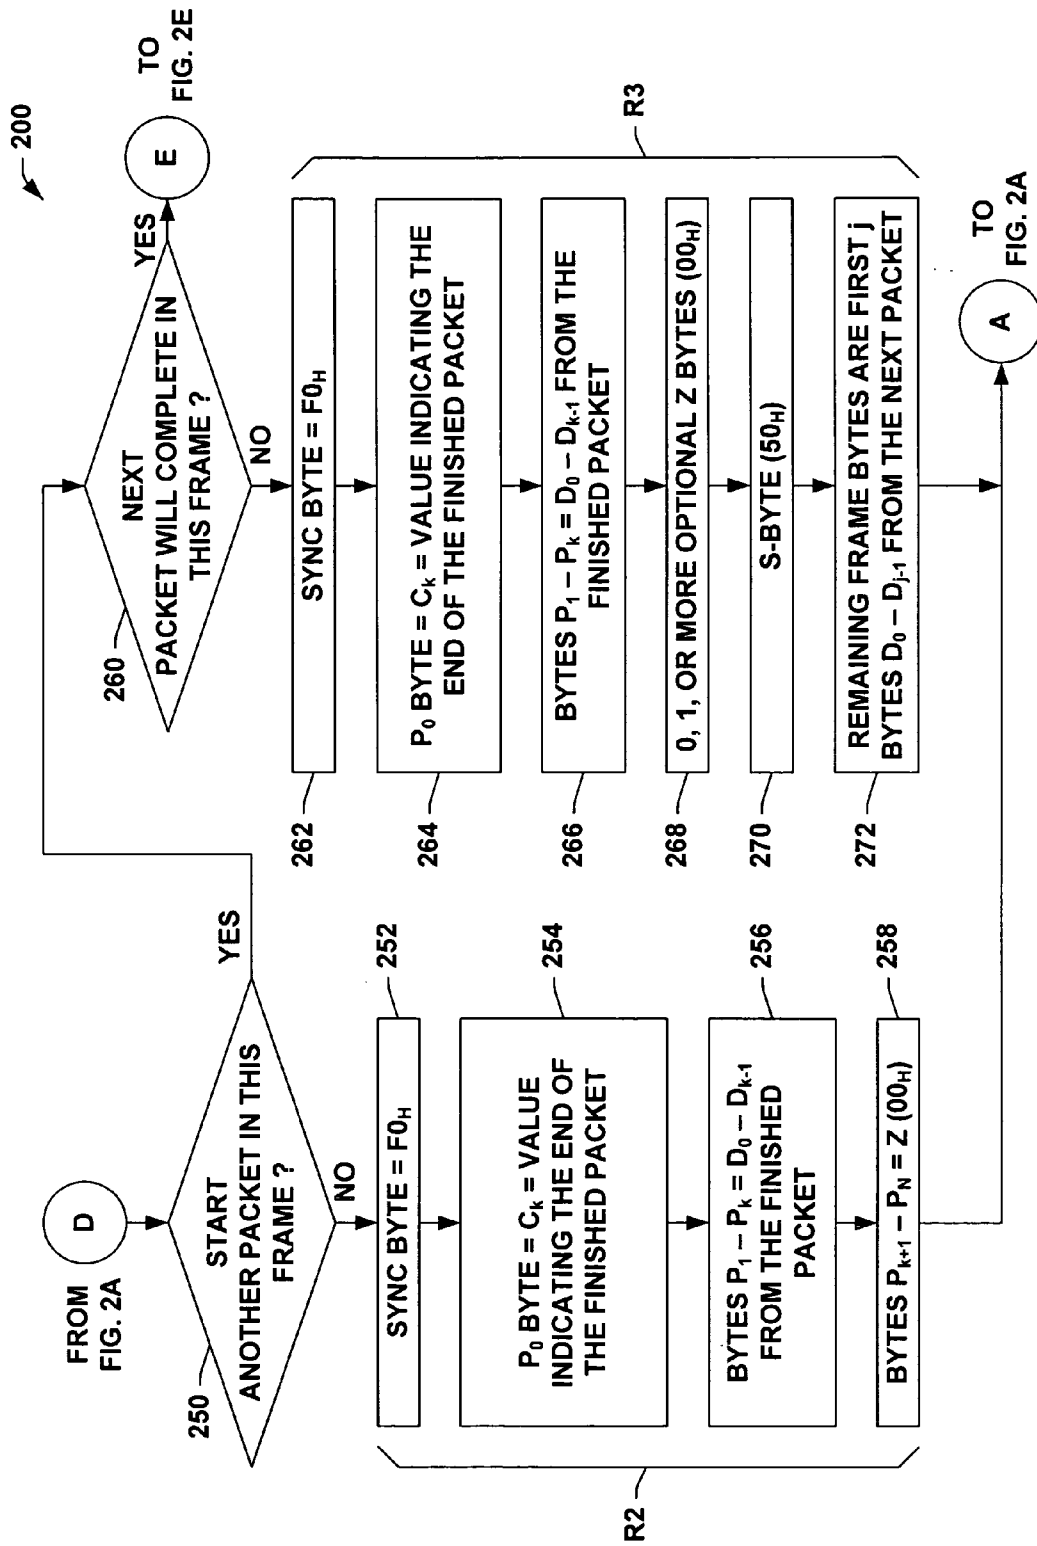 200
FROM
FIG. 2A
D
250
START
ANOTHER PACKET IN THIS
FRAME ?
YES
NO
SYNC BYTE = F0H
252
P0 BYTE = Ck = VALUE
INDICATING THE END OF
THE FINISHED PACKET
254
BYTES P1 – Pk = D0 – Dk-1
FROM THE FINISHED
PACKET
256
BYTES Pk+1 – PN = Z (00H)
258
R2
260
NEXT
PACKET WILL COMPLETE IN
THIS FRAME ?
YES
E
TO
FIG. 2E
NO
262
SYNC BYTE = F0H
264
P0 BYTE = Ck = VALUE INDICATING THE
END OF THE FINISHED PACKET
266
BYTES P1 – Pk = D0 – Dk-1 FROM THE
FINISHED PACKET
268
0, 1, OR MORE OPTIONAL Z BYTES (00H)
270
S-BYTE (50H)
272
REMAINING FRAME BYTES ARE FIRST j
BYTES D0 – Dj-1 FROM THE NEXT PACKET
R3
A
TO
FIG. 2A